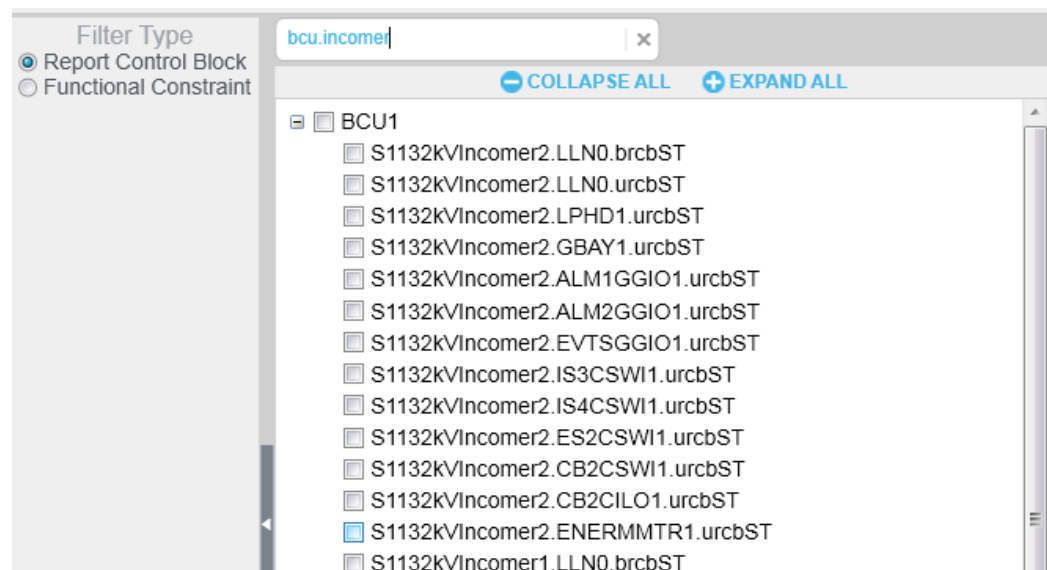 Filter Type
Report Control Block
Functional Constraint
bcu.incomer
COLLAPSE ALL EXPAND ALL
BCU1
S1132kVIncomer2.LLN0.brcbST
S1132kVIncomer2.LLN0.urcbST
S1132kVIncomer2.LPHD1.urcbST
S1132kVIncomer2.GBAY1.urcbST
S1132kVIncomer2.ALM1GGIO1.urcbST
S1132kVIncomer2.ALM2GGIO1.urcbST
S1132kVIncomer2.EVTSGGIO1.urcbST
S1132kVIncomer2.IS3CSWI1.urcbST
S1132kVIncomer2.IS4CSWI1.urcbST
S1132kVIncomer2.ES2CSWI1.urcbST
S1132kVIncomer2.CB2CSWI1.urcbST
S1132kVIncomer2.CB2CILO1.urcbST
S1132kVIncomer2.ENERMMTR1.urcbST
S1132kVIncomer1.LLN0.brcbST